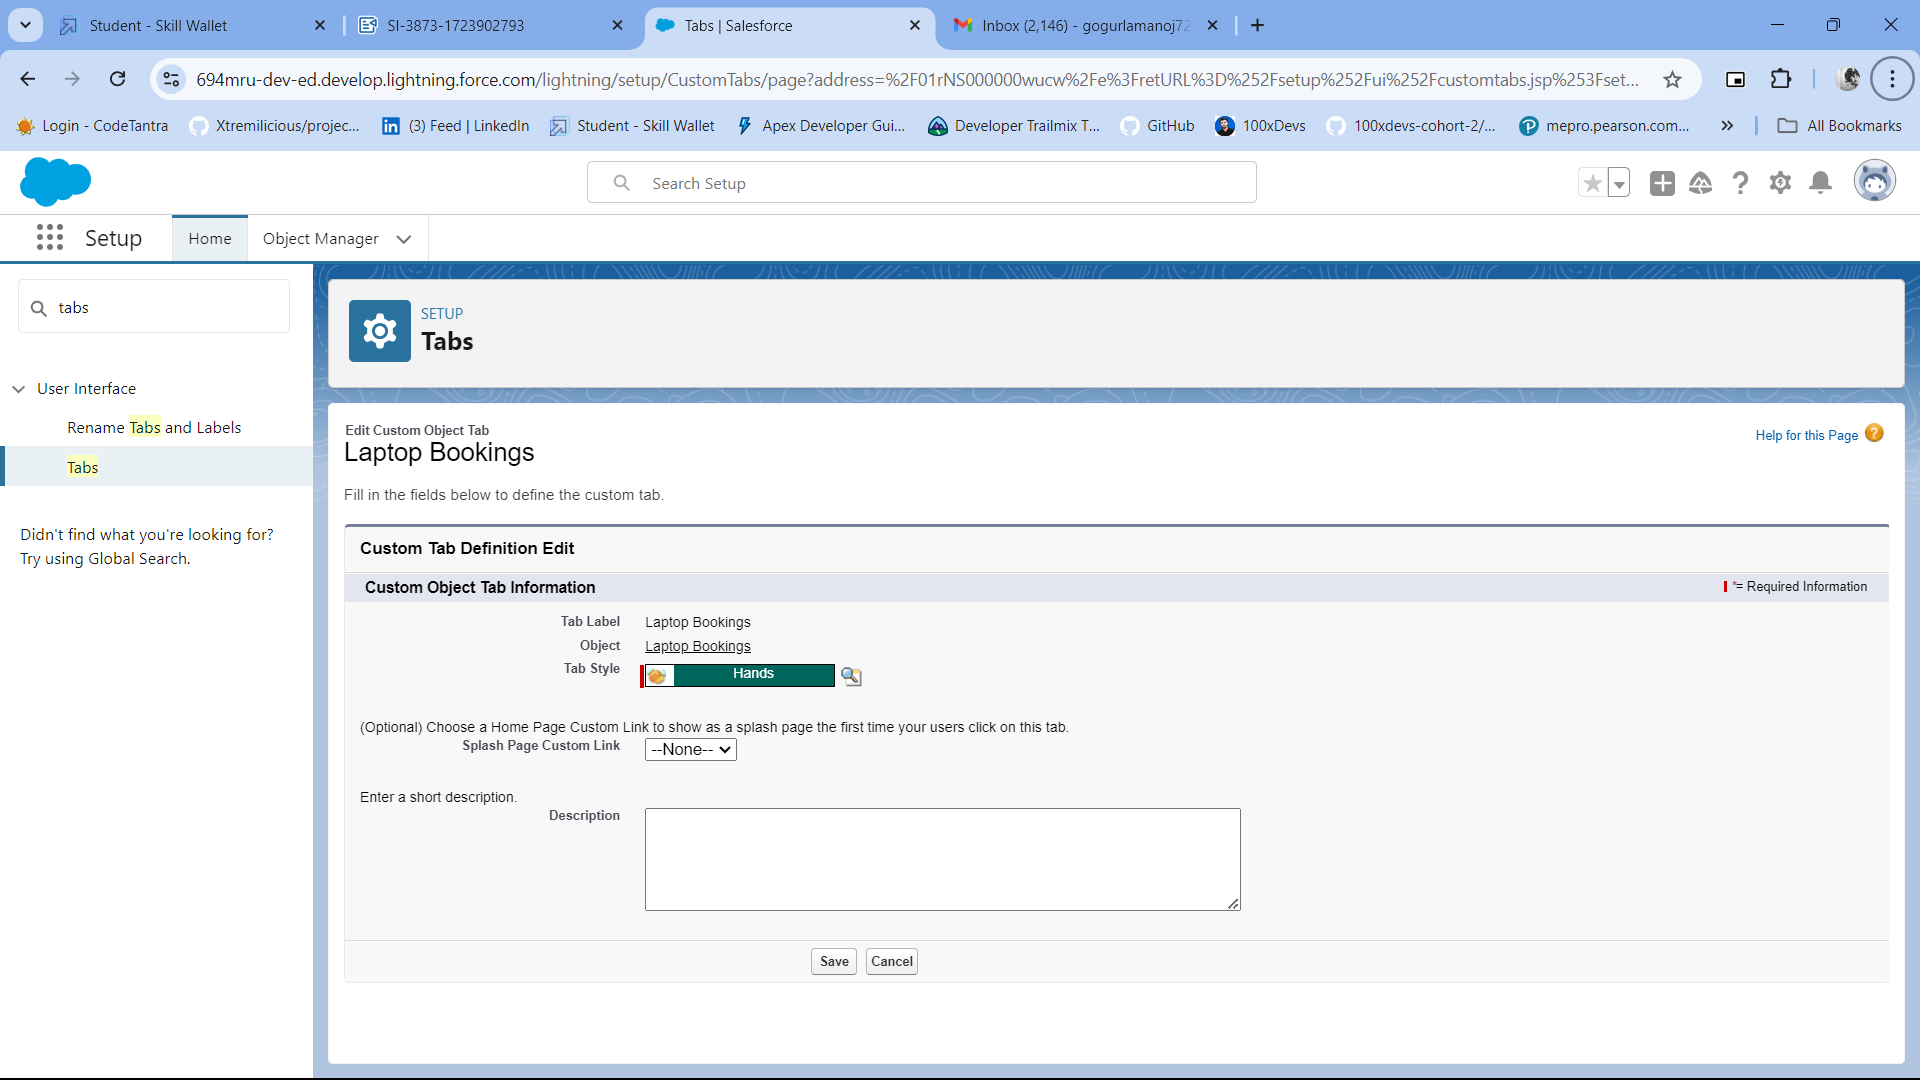 Student - Skill Wallet
SI-3873-1723902793
Tabs | Salesforce
Inbox (2,146) - gogurlamanoj72
694mru-dev-ed.develop.lightning.force.com/lightning/setup/CustomTabs/page?address=%2F01rNS000000wucw%2Fe%3FretURL%3D%252Fsetup%252Fui%252Fcustomtabs.jsp%253Fset...
Login - CodeTantra
Xtremilicious/projec...
(3) Feed | LinkedIn
Student - Skill Wallet
Apex Developer Gui...
Developer Trailmix T...
GitHub
100xDevs
100xdevs-cohort-2/...
mepro.pearson.com...
All Bookmarks
Search Setup
Setup
Home
Object Manager
tabs
SETUP
Tabs
User Interface
Rename Tabs and Labels
Tabs
Didn't find what you're looking for?
Try using Global Search.
Edit Custom Object Tab
Laptop Bookings
Help for this Page
Fill in the fields below to define the custom tab.
Custom Tab Definition Edit
Custom Object Tab Information
*= Required Information
Tab Label Laptop Bookings
Object Laptop Bookings
Tab Style Hands
(Optional) Choose a Home Page Custom Link to show as a splash page the first time your users click on this tab.
Splash Page Custom Link --None--
Enter a short description.
Description
Save Cancel